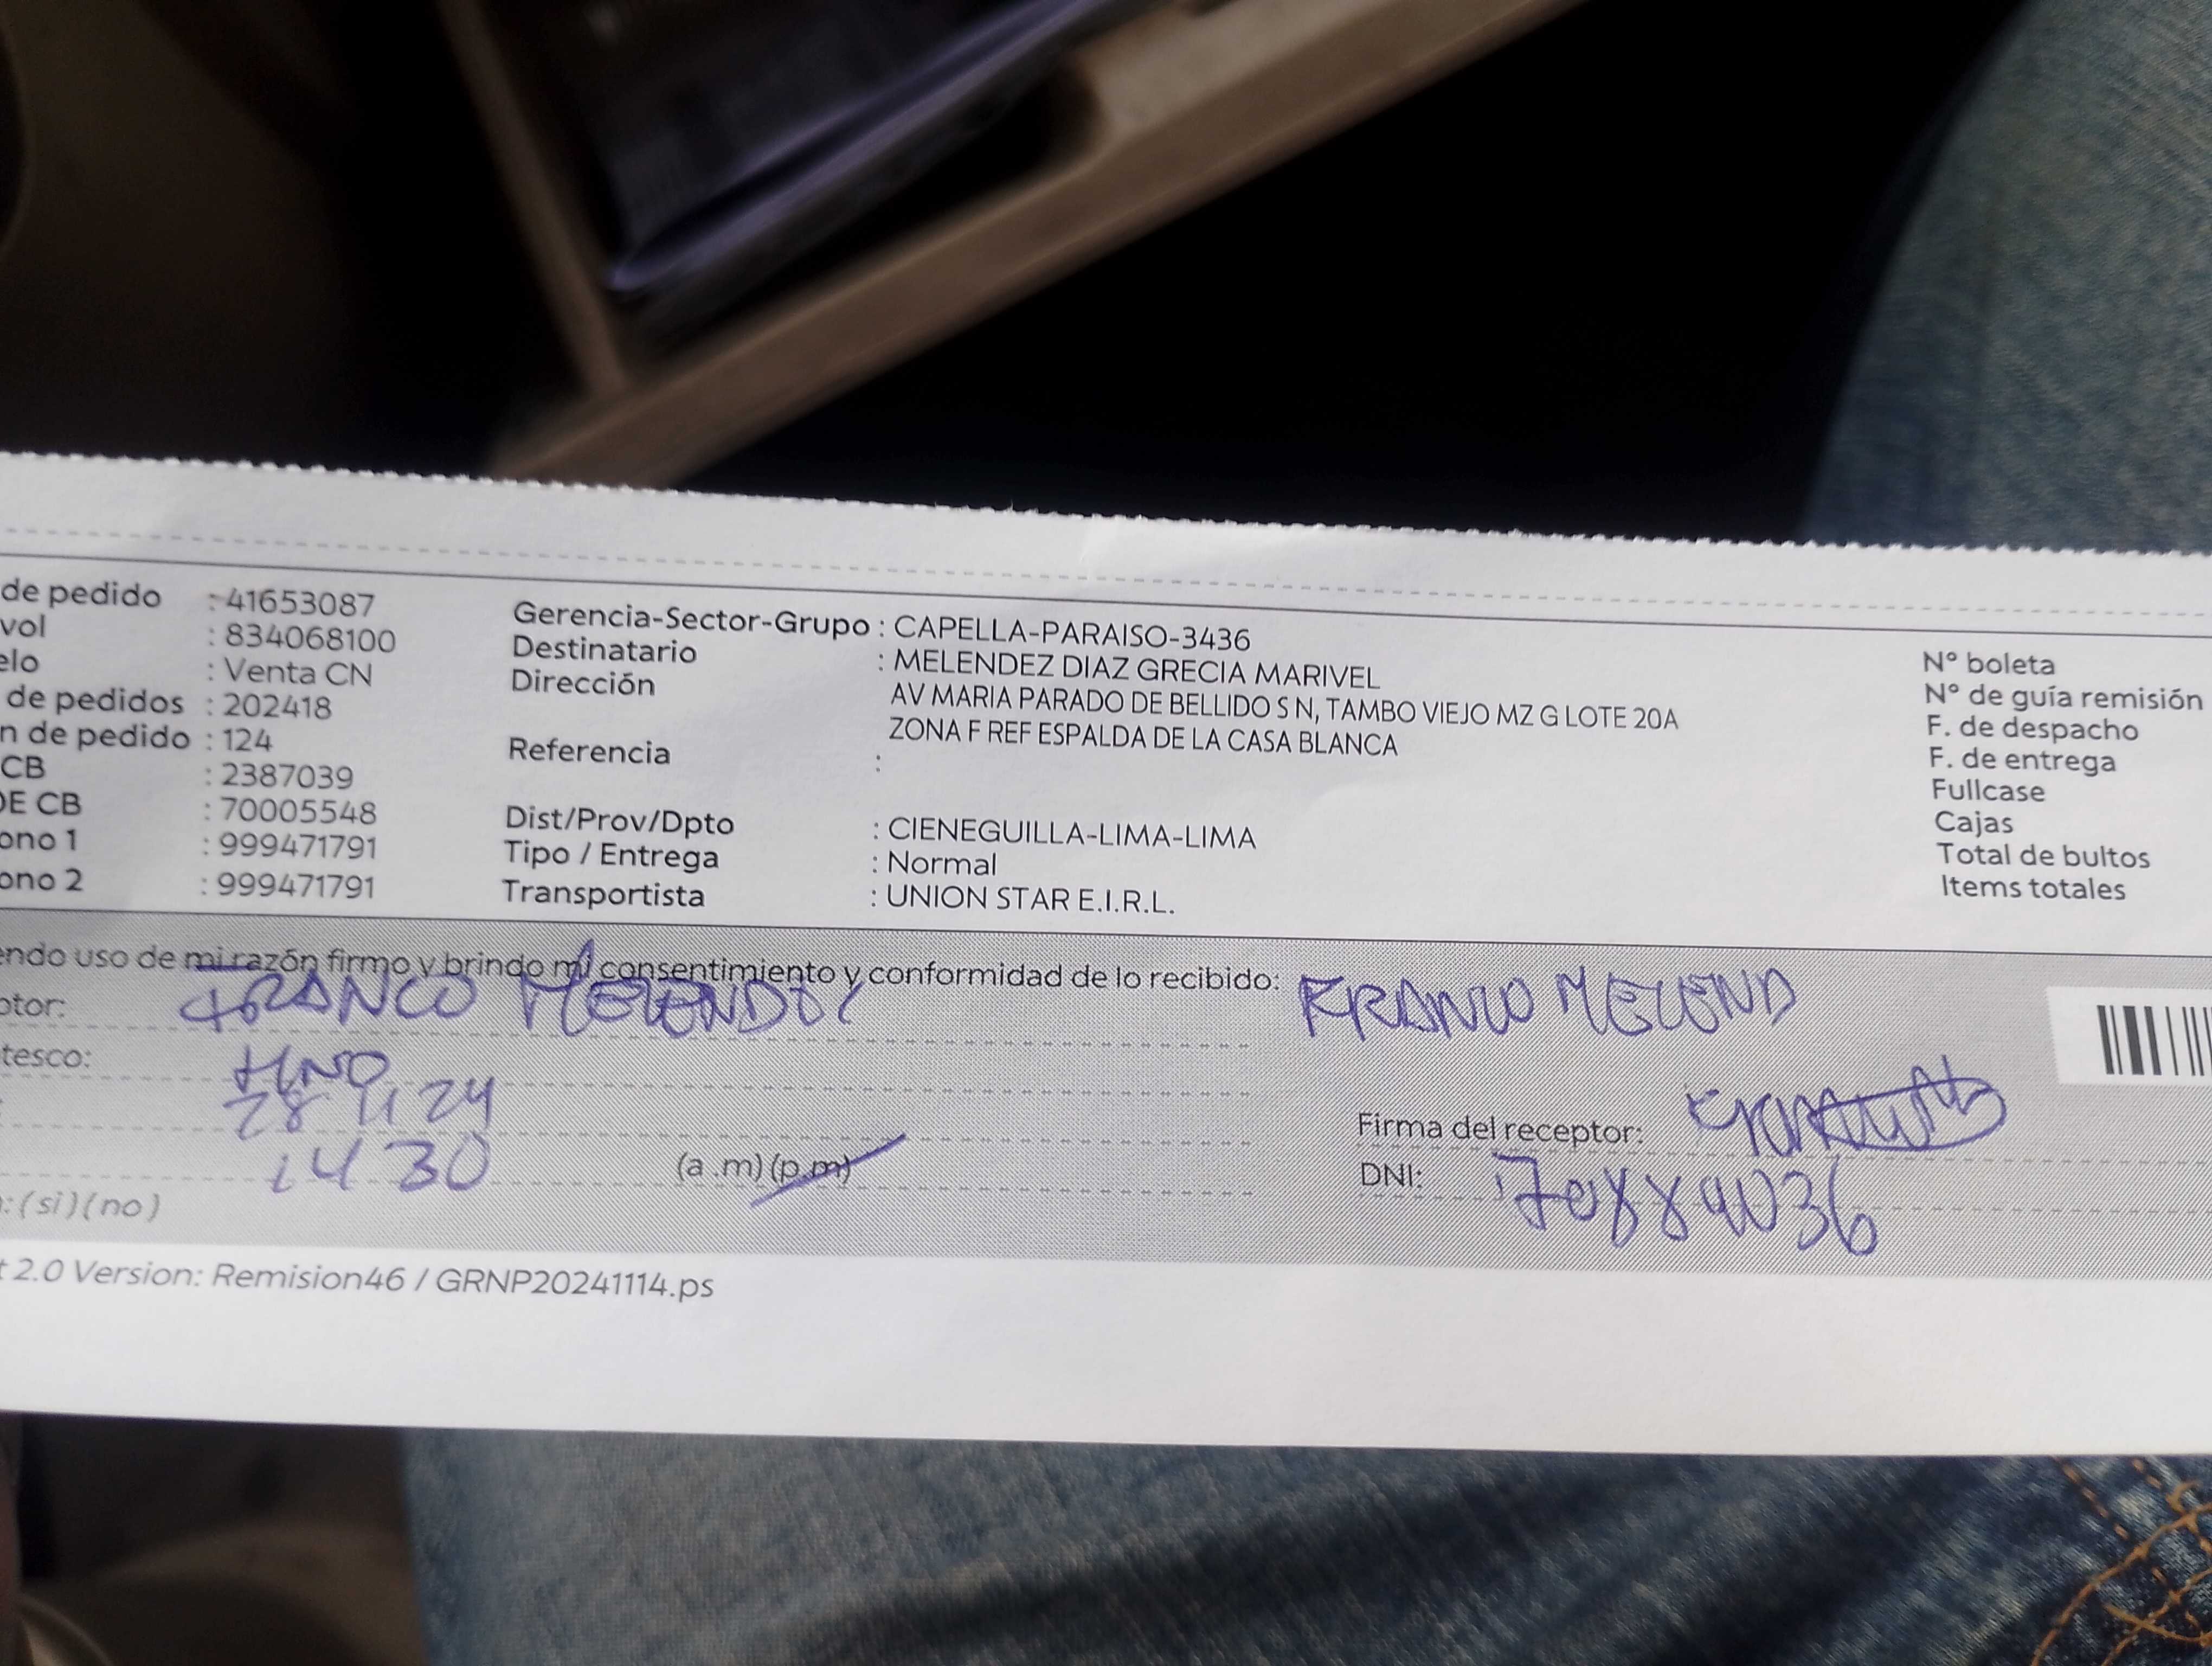 de pedido : 41653087
vol : 834068100
elo : Venta CN
de pedidos : 202418
n de pedido : 124
CB : 2387039
DE CB : 70005548
ono 1 : 999471791
ono 2 : 999471791
Gerencia-Sector-Grupo : CAPELLA-PARAISO-3436
Destinatario : MELENDEZ DIAZ GRECIA MARIVEL
Dirección AV MARIA PARADO DE BELLIDO S N, TAMBO VIEJO MZ G LOTE 20A
ZONA F REF ESPALDA DE LA CASA BLANCA
Referencia :
Dist/Prov/Dpto : CIENEGUILLA-LIMA-LIMA
Tipo / Entrega : Normal
Transportista : UNION STAR E.I.R.L.
N° boleta
N° de guía remisión
F. de despacho
F. de entrega
Fullcase
Cajas
Total de bultos
Items totales
endo uso de mi razón firmo y brindo mi consentimiento y conformidad de lo recibido:
ptor: FRANCO
FRANCO MELEND
tesco: HNO
28 11 24
14 30 (a .m) (p.m)
: (si) (no)
Firma del receptor:
DNI: 70889036
t 2.0 Version: Remision46 / GRNP20241114.ps